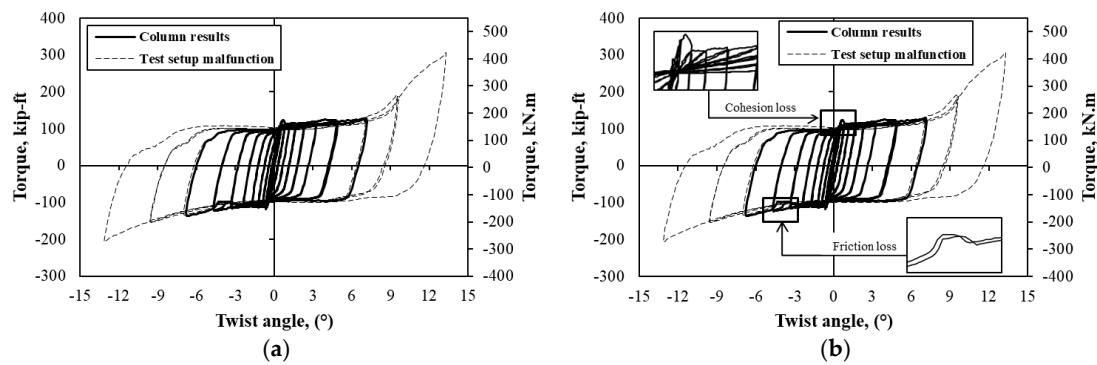 400
300
200
100
0
-100
-200
-300
Torque, kip-ft
Column results
Test setup malfunction
500
400
300
200
100
0
-100
-200
-300
-400
Torque, kN.m
-15 -12 -9 -6 -3 0 3 6 9 12 15
Twist angle, (°)
(a)
400
300
200
100
0
-100
-200
-300
Torque, kip-ft
Column results
Test setup malfunction
Cohesion loss
Friction loss
500
400
300
200
100
0
-100
-200
-300
-400
Torque, kN.m
-15 -12 -9 -6 -3 0 3 6 9 12 15
Twist angle, (°)
(b)